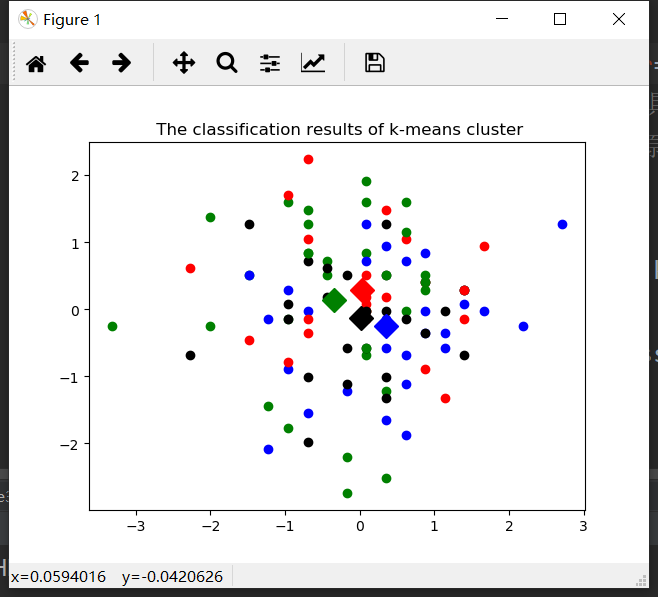 Figure 1
The classification results of k-means cluster
2
1
0
−1
−2
−3 −2 −1 0 1 2 3
x=0.0594016 y=-0.0420626